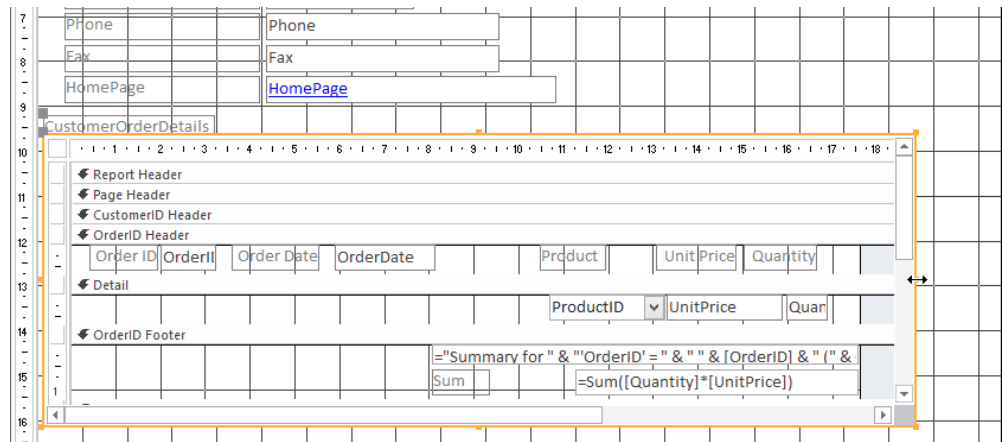 7
Phone Phone
8
Fax Fax
HomePage HomePage
9
CustomerOrderDetails
10 1 2 3 4 5 6 7 8 9 10 11 12 13 14 15 16 17 18
Report Header
11 Page Header
CustomerID Header
12 OrderID Header
Order ID OrderI Order Date OrderDate Product Unit Price Quantity
13 Detail
ProductID UnitPrice Quan
14 OrderID Footer
="Summary for " & "'OrderID' = " & " " & [OrderID] & " (" &
15 Sum =Sum([Quantity]*[UnitPrice])
1
16